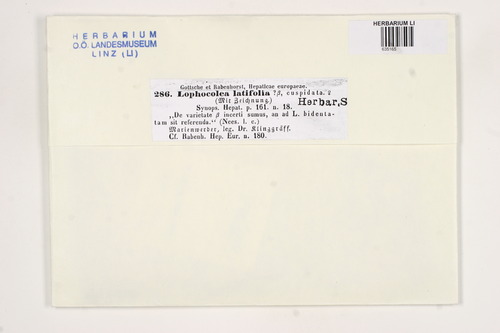 HERBARIUM
O.Ö. LANDESMUSEUM
LINZ (LI)
HERBARIUM LI
Gottsche et Rabenhorst, Hepaticae europaeae.
286. Lophocolea latifolia ?β, cuspidata. ?
(Mit Zeichnung)
Herbar, S
Synops. Hepat. p. 161. n. 18.
„De varietate β incerti sumus, an ad L. bidenta-
tam sit referenda.“ (Nees. l. c.)
Marienwerder, leg. Dr. Klinggräff.
Cf. Rabenh. Hep. Eur. n. 180.